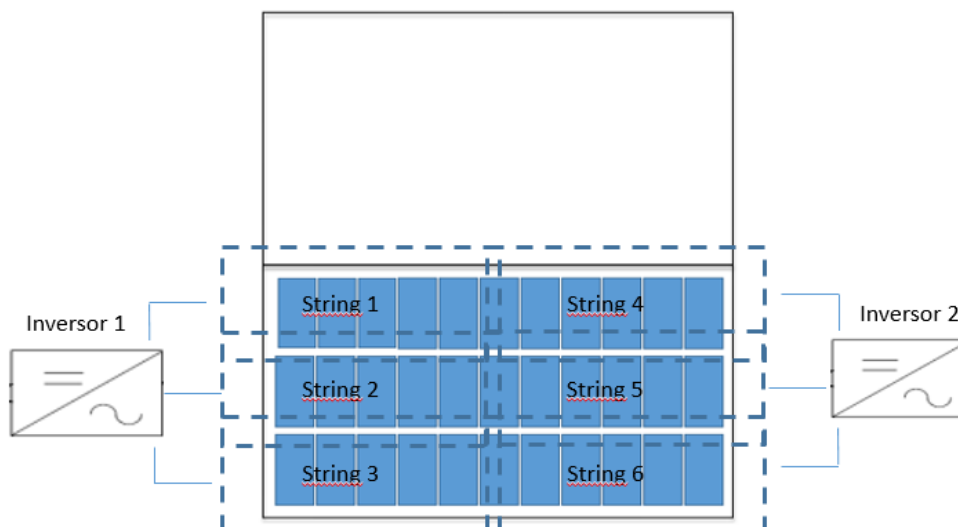 String 1
String 4
Inversor 1
Inversor 2
String 2
String 5
String 3
String 6